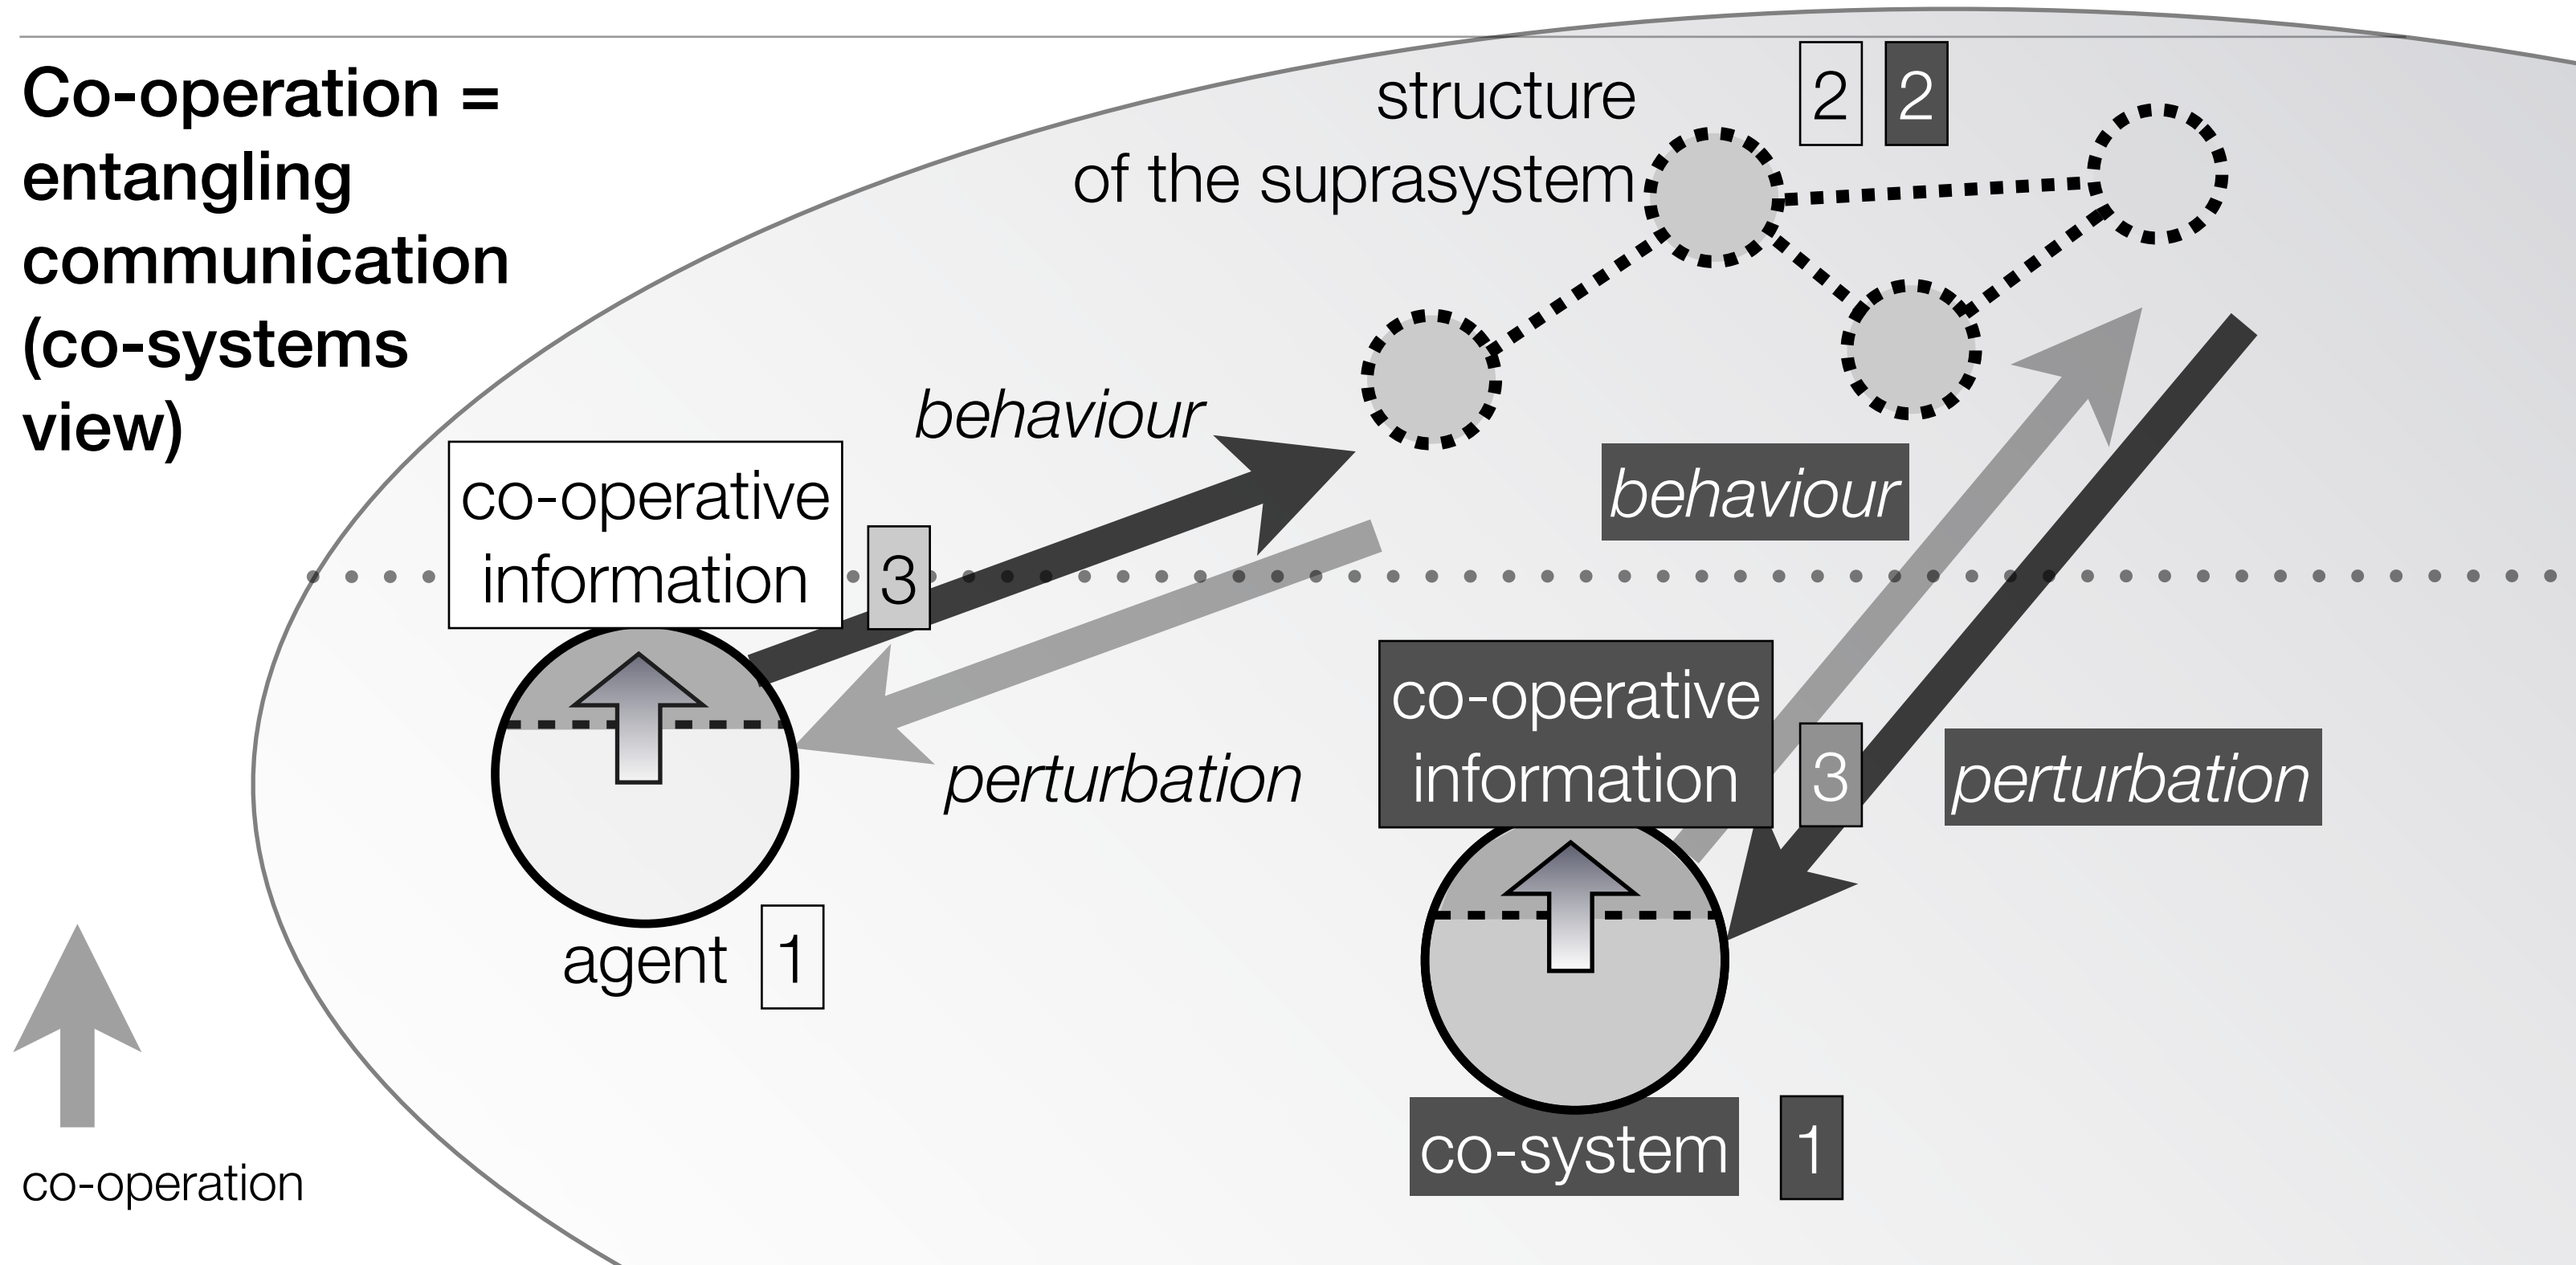 Co-operation =
entangling
communication
(co-systems
view)
structure
of the suprasystem
2
2
behaviour
co-operative
information
3
behaviour
perturbation
agent
1
co-operative
information
3
perturbation
co-system
1
co-operation